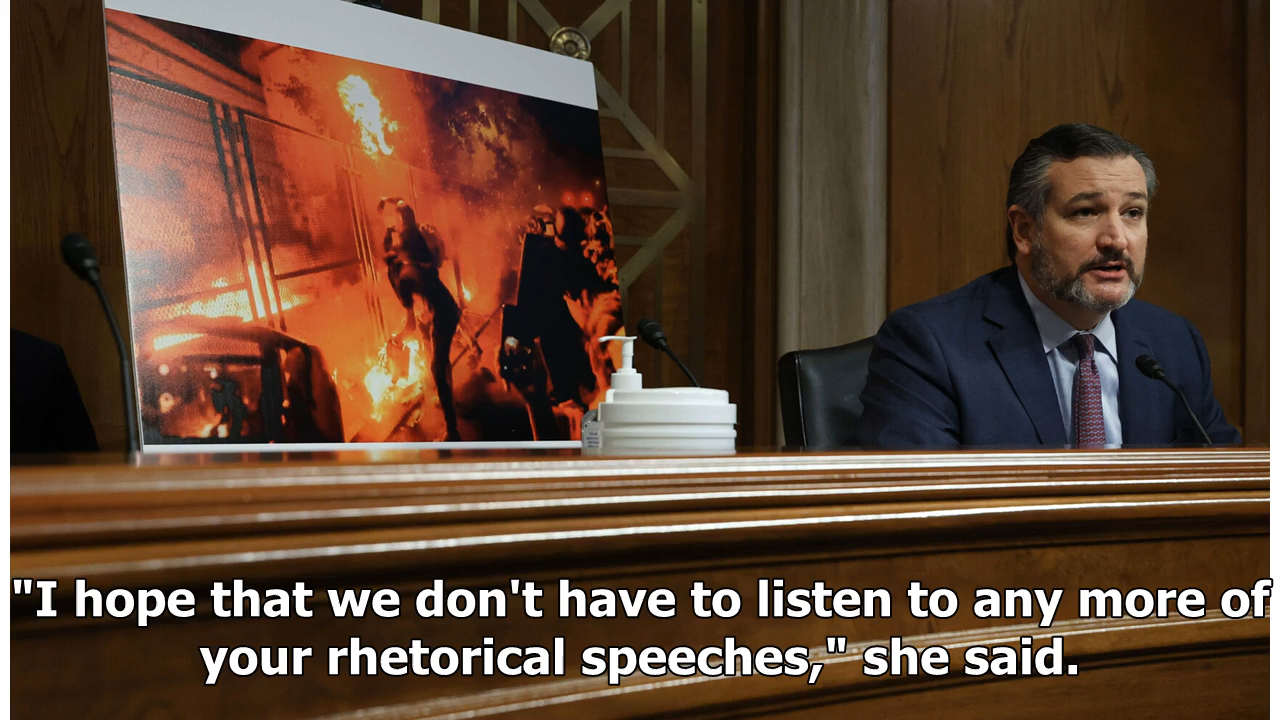 "I hope that we don't have to listen to any more of
your rhetorical speeches," she said.